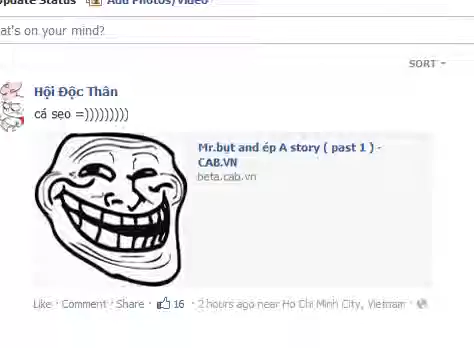 Update Status Add Photos/Video
at's on your mind?
SORT
Hội Độc Thân
cá sẹo =)))))))))
Mr.bụt and ép A story ( past 1 ) -
CAB.VN
beta.cab.vn
Like · Comment · Share · 16 · 2 hours ago near Ho Chi Minh City, Vietnam ·